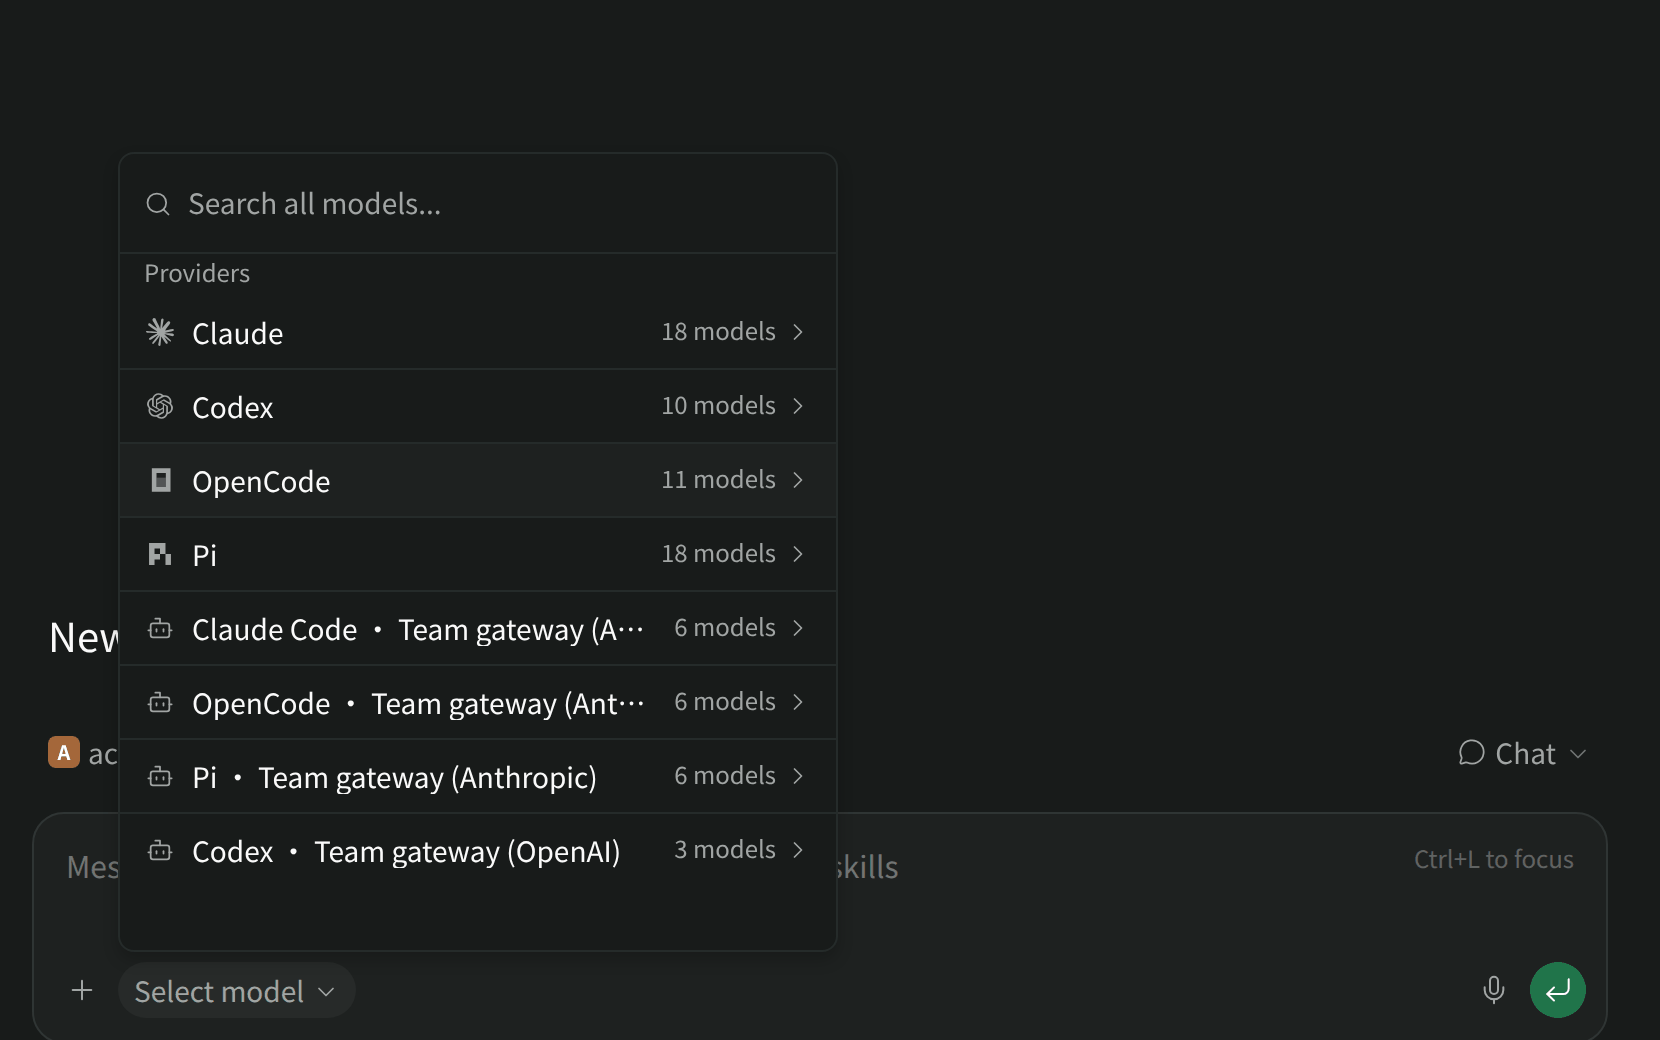 Search all models...
Providers
Claude 18 models
Codex 10 models
OpenCode 11 models
Pi 18 models
Claude Code • Team gateway (A··· 6 models
OpenCode • Team gateway (Ant··· 6 models
Pi • Team gateway (Anthropic) 6 models
Codex • Team gateway (OpenAI) 3 models
New
A ac
Chat
Mes
skills
Ctrl+L to focus
Select model